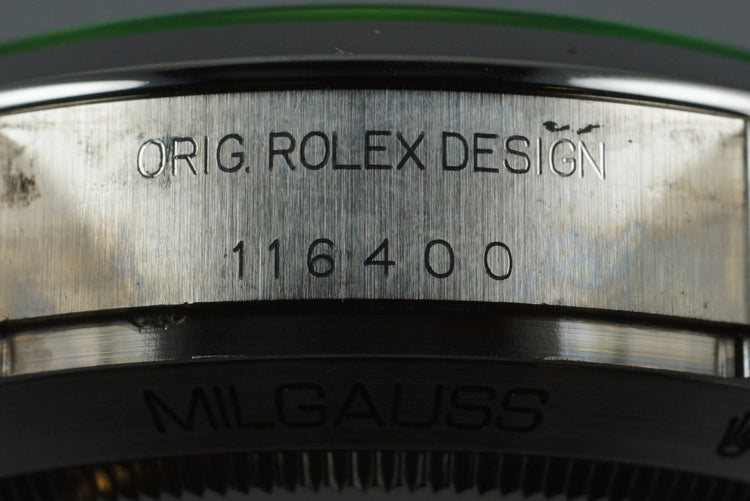 ORIG. ROLEX DESIGN
116400
MILGAUSS